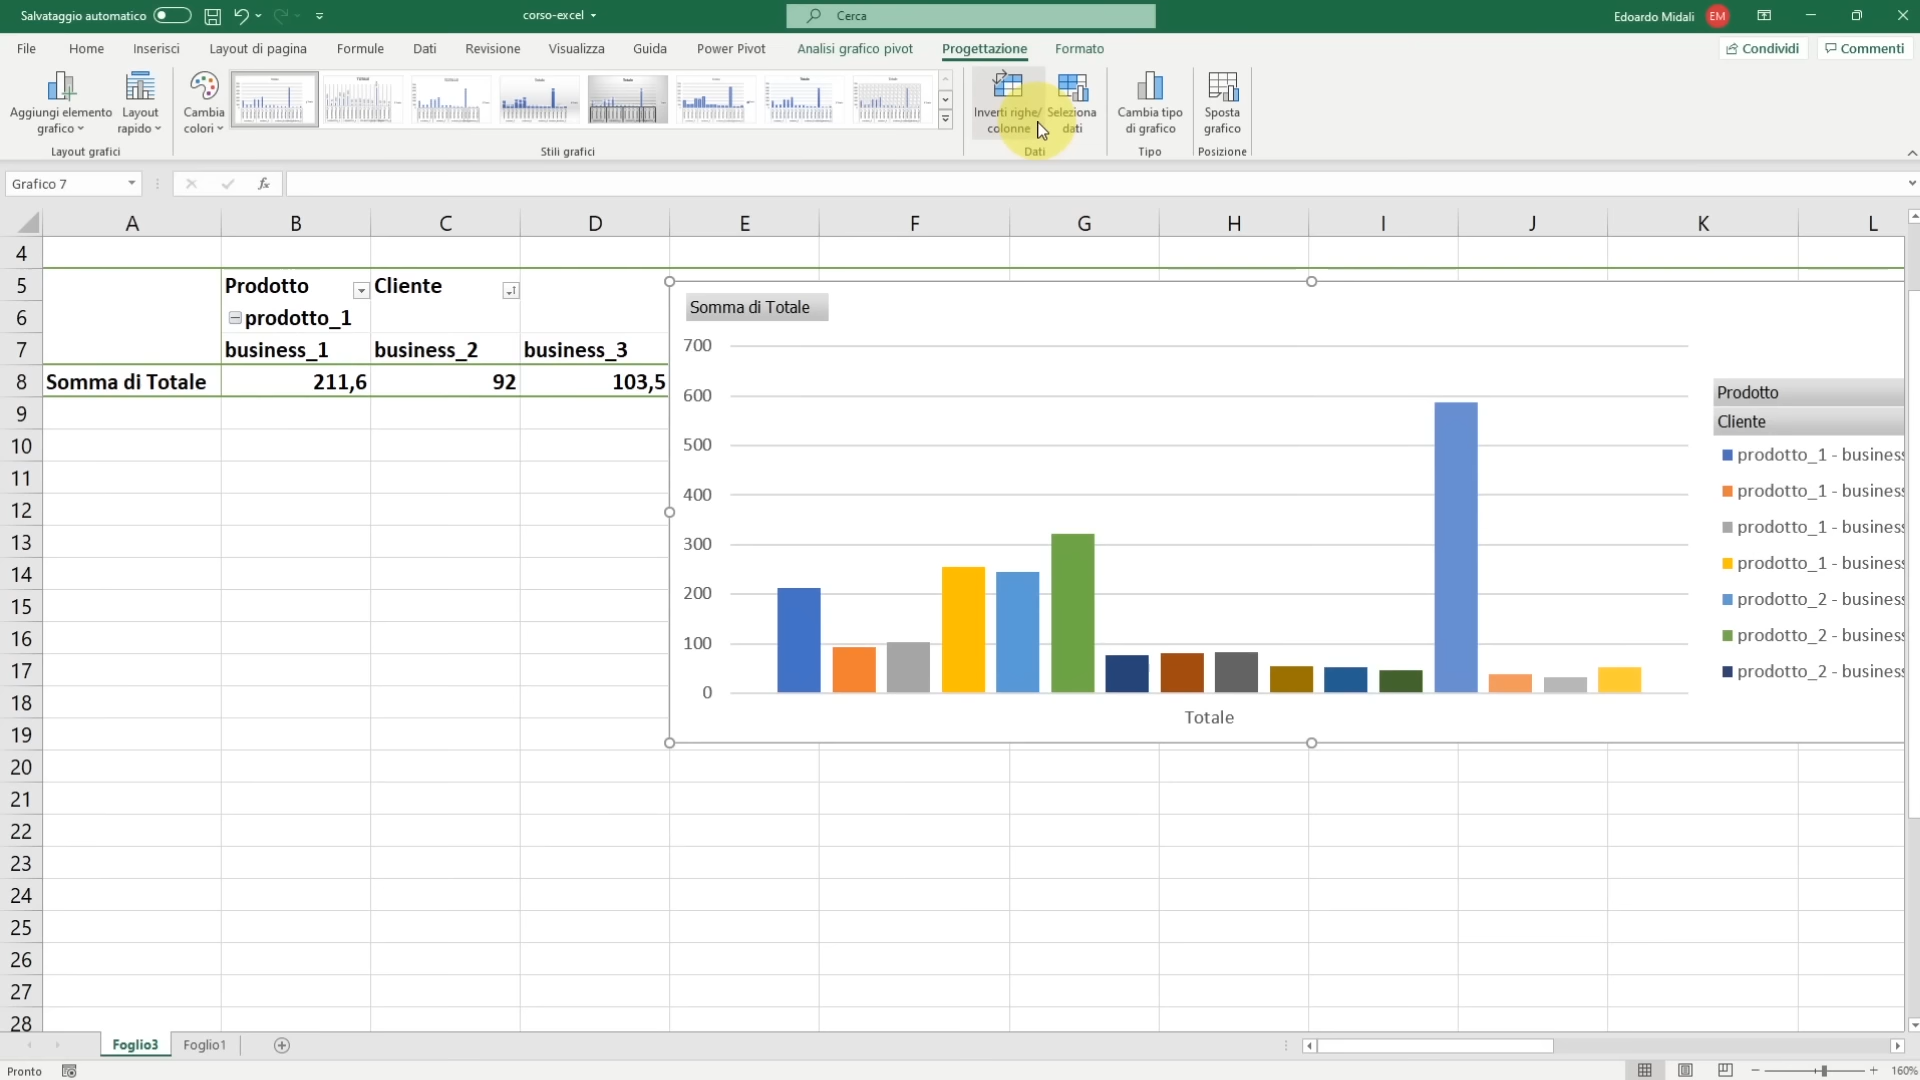 Salvataggio automatico
corso-excel
Cerca
Edoardo Midali
EM
File
Home
Inserisci
Layout di pagina
Formule
Dati
Revisione
Visualizza
Guida
Power Pivot
Analisi grafico pivot
Progettazione
Formato
Condividi
Commenti
Aggiungi elemento
grafico
Layout
rapido
Cambia
colori
Inverti righe/
colonne
Seleziona
dati
Cambia tipo
di grafico
Sposta
grafico
Layout grafici
Stili grafici
Dati
Tipo
Posizione
Grafico 7
fx
A B C D E F G H I J K L
4
5 Prodotto Cliente
6 prodotto_1
7 business_1 business_2 business_3
8 Somma di Totale 211,6 92 103,5
9
10
11
12
13
14
15
16
17
18
19
20
21
22
23
24
25
26
27
28
Somma di Totale
700
600
500
400
300
200
100
0
Totale
Prodotto
Cliente
prodotto_1 - business
prodotto_1 - business
prodotto_1 - business
prodotto_1 - business
prodotto_2 - business
prodotto_2 - business
prodotto_2 - business
Foglio3
Foglio1
Pronto
160%